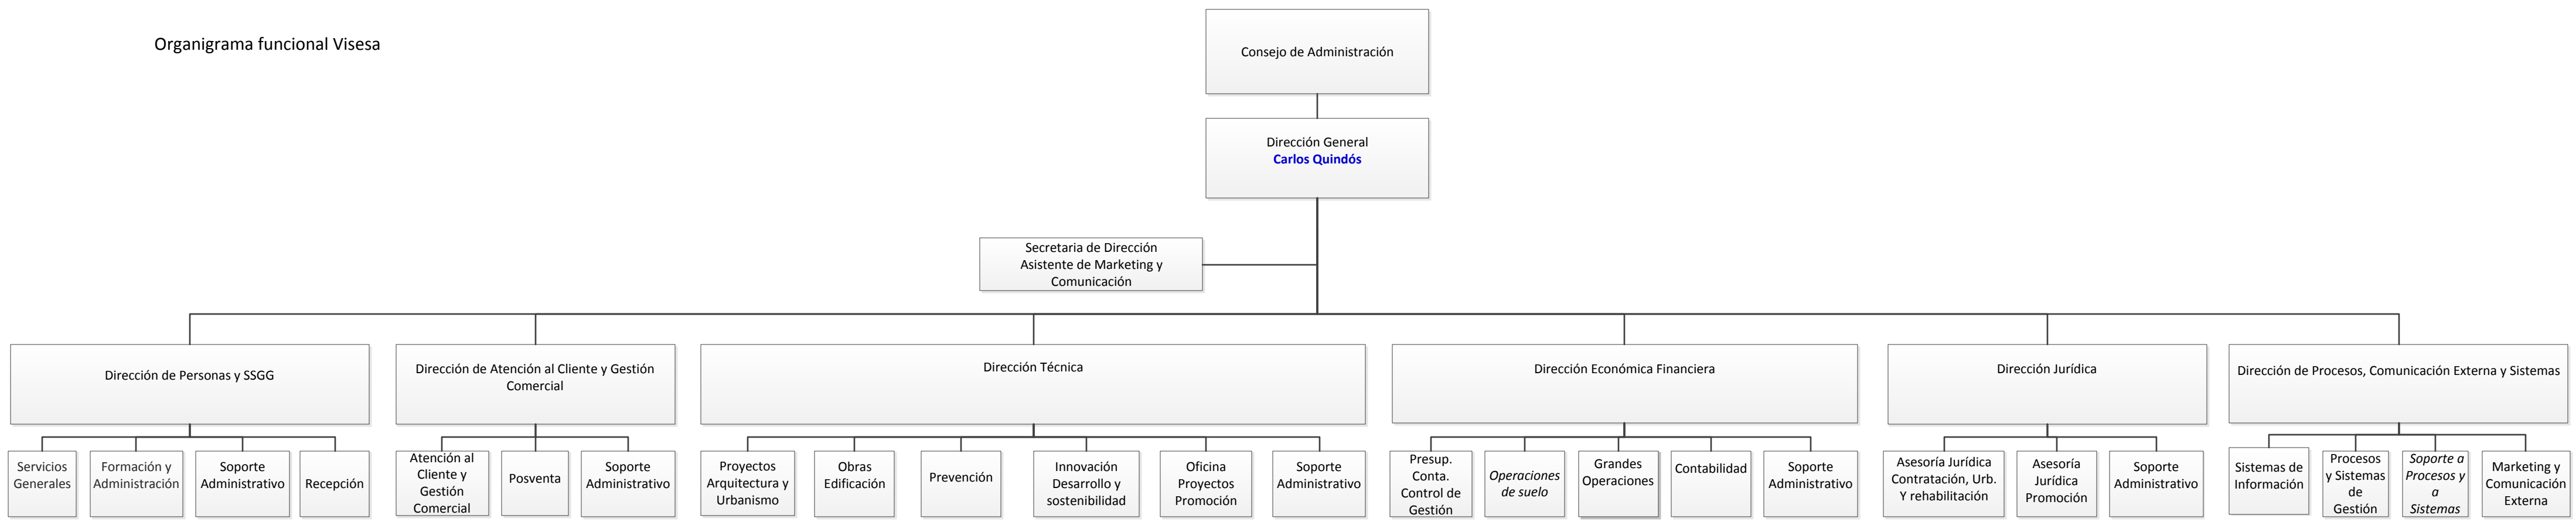 Organigrama funcional Visesa
Consejo de Administración
Dirección General
Carlos Quindós
Secretaria de Dirección
Asistente de Marketing y
Comunicación
Dirección de Personas y SSGG
Dirección de Atención al Cliente y Gestión
Comercial
Dirección Técnica
Dirección Económica Financiera
Dirección Jurídica
Dirección de Procesos, Comunicación Externa y Sistemas
Servicios
Generales
Formación y
Administración
Soporte
Administrativo
Recepción
Atención al
Cliente y
Gestión
Comercial
Posventa
Soporte
Administrativo
Proyectos
Arquitectura y
Urbanismo
Obras
Edificación
Prevención
Innovación
Desarrollo y
sostenibilidad
Oficina
Proyectos
Promoción
Soporte
Administrativo
Presup.
Conta.
Control de
Gestión
Operaciones
de suelo
Grandes
Operaciones
Contabilidad
Soporte
Administrativo
Asesoría Jurídica
Contratación, Urb.
Y rehabilitación
Asesoría
Jurídica
Promoción
Soporte
Administrativo
Sistemas de
Información
Procesos
y Sistemas
de
Gestión
Soporte a
Procesos y
a
Sistemas
Marketing y
Comunicación
Externa